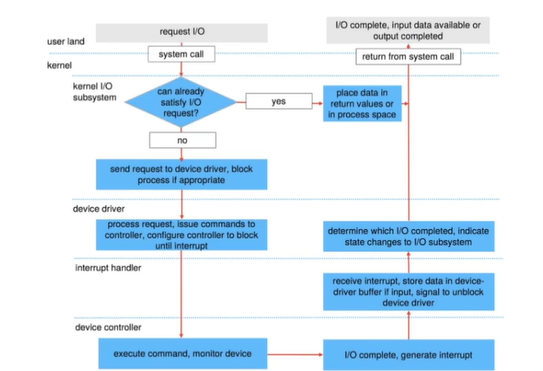 request I/O
I/O complete, input data available or
output completed
user land
system call
return from system call
kernel
kernel I/O
subsystem
can already
satisfy I/O
request?
yes
place data in
return values or
in process space
no
send request to device driver, block
process if appropriate
device driver
process request, issue commands to
controller, configure controller to block
until interrupt
determine which I/O completed, indicate
state changes to I/O subsystem
interrupt handler
receive interrupt, store data in device-
driver buffer if input, signal to unblock
device driver
device controller
execute command, monitor device
I/O complete, generate interrupt